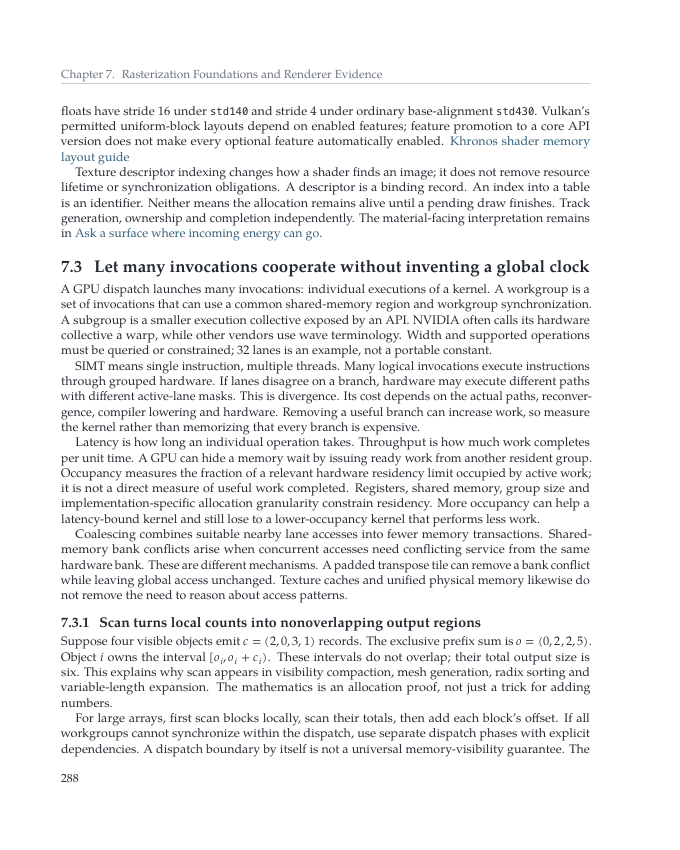 Chapter 7. Rasterization Foundations and Renderer Evidence
floats have stride 16 under std140 and stride 4 under ordinary base-alignment std430. Vulkan's
permitted uniform-block layouts depend on enabled features; feature promotion to a core API
version does not make every optional feature automatically enabled. Khronos shader memory
layout guide
Texture descriptor indexing changes how a shader finds an image; it does not remove resource
lifetime or synchronization obligations. A descriptor is a binding record. An index into a table
is an identifier. Neither means the allocation remains alive until a pending draw finishes. Track
generation, ownership and completion independently. The material-facing interpretation remains
in Ask a surface where incoming energy can go.
7.3 Let many invocations cooperate without inventing a global clock
A GPU dispatch launches many invocations: individual executions of a kernel. A workgroup is a
set of invocations that can use a common shared-memory region and workgroup synchronization.
A subgroup is a smaller execution collective exposed by an API. NVIDIA often calls its hardware
collective a warp, while other vendors use wave terminology. Width and supported operations
must be queried or constrained; 32 lanes is an example, not a portable constant.
SIMT means single instruction, multiple threads. Many logical invocations execute instructions
through grouped hardware. If lanes disagree on a branch, hardware may execute different paths
with different active-lane masks. This is divergence. Its cost depends on the actual paths, reconver-
gence, compiler lowering and hardware. Removing a useful branch can increase work, so measure
the kernel rather than memorizing that every branch is expensive.
Latency is how long an individual operation takes. Throughput is how much work completes
per unit time. A GPU can hide a memory wait by issuing ready work from another resident group.
Occupancy measures the fraction of a relevant hardware residency limit occupied by active work;
it is not a direct measure of useful work completed. Registers, shared memory, group size and
implementation-specific allocation granularity constrain residency. More occupancy can help a
latency-bound kernel and still lose to a lower-occupancy kernel that performs less work.
Coalescing combines suitable nearby lane accesses into fewer memory transactions. Shared-
memory bank conflicts arise when concurrent accesses need conflicting service from the same
hardware bank. These are different mechanisms. A padded transpose tile can remove a bank conflict
while leaving global access unchanged. Texture caches and unified physical memory likewise do
not remove the need to reason about access patterns.
7.3.1 Scan turns local counts into nonoverlapping output regions
Suppose four visible objects emit c = (2, 0, 3, 1) records. The exclusive prefix sum is o = (0, 2, 2, 5).
Object i owns the interval [oᵢ, oᵢ + cᵢ). These intervals do not overlap; their total output size is
six. This explains why scan appears in visibility compaction, mesh generation, radix sorting and
variable-length expansion. The mathematics is an allocation proof, not just a trick for adding
numbers.
For large arrays, first scan blocks locally, scan their totals, then add each block's offset. If all
workgroups cannot synchronize within the dispatch, use separate dispatch phases with explicit
dependencies. A dispatch boundary by itself is not a universal memory-visibility guarantee. The
288